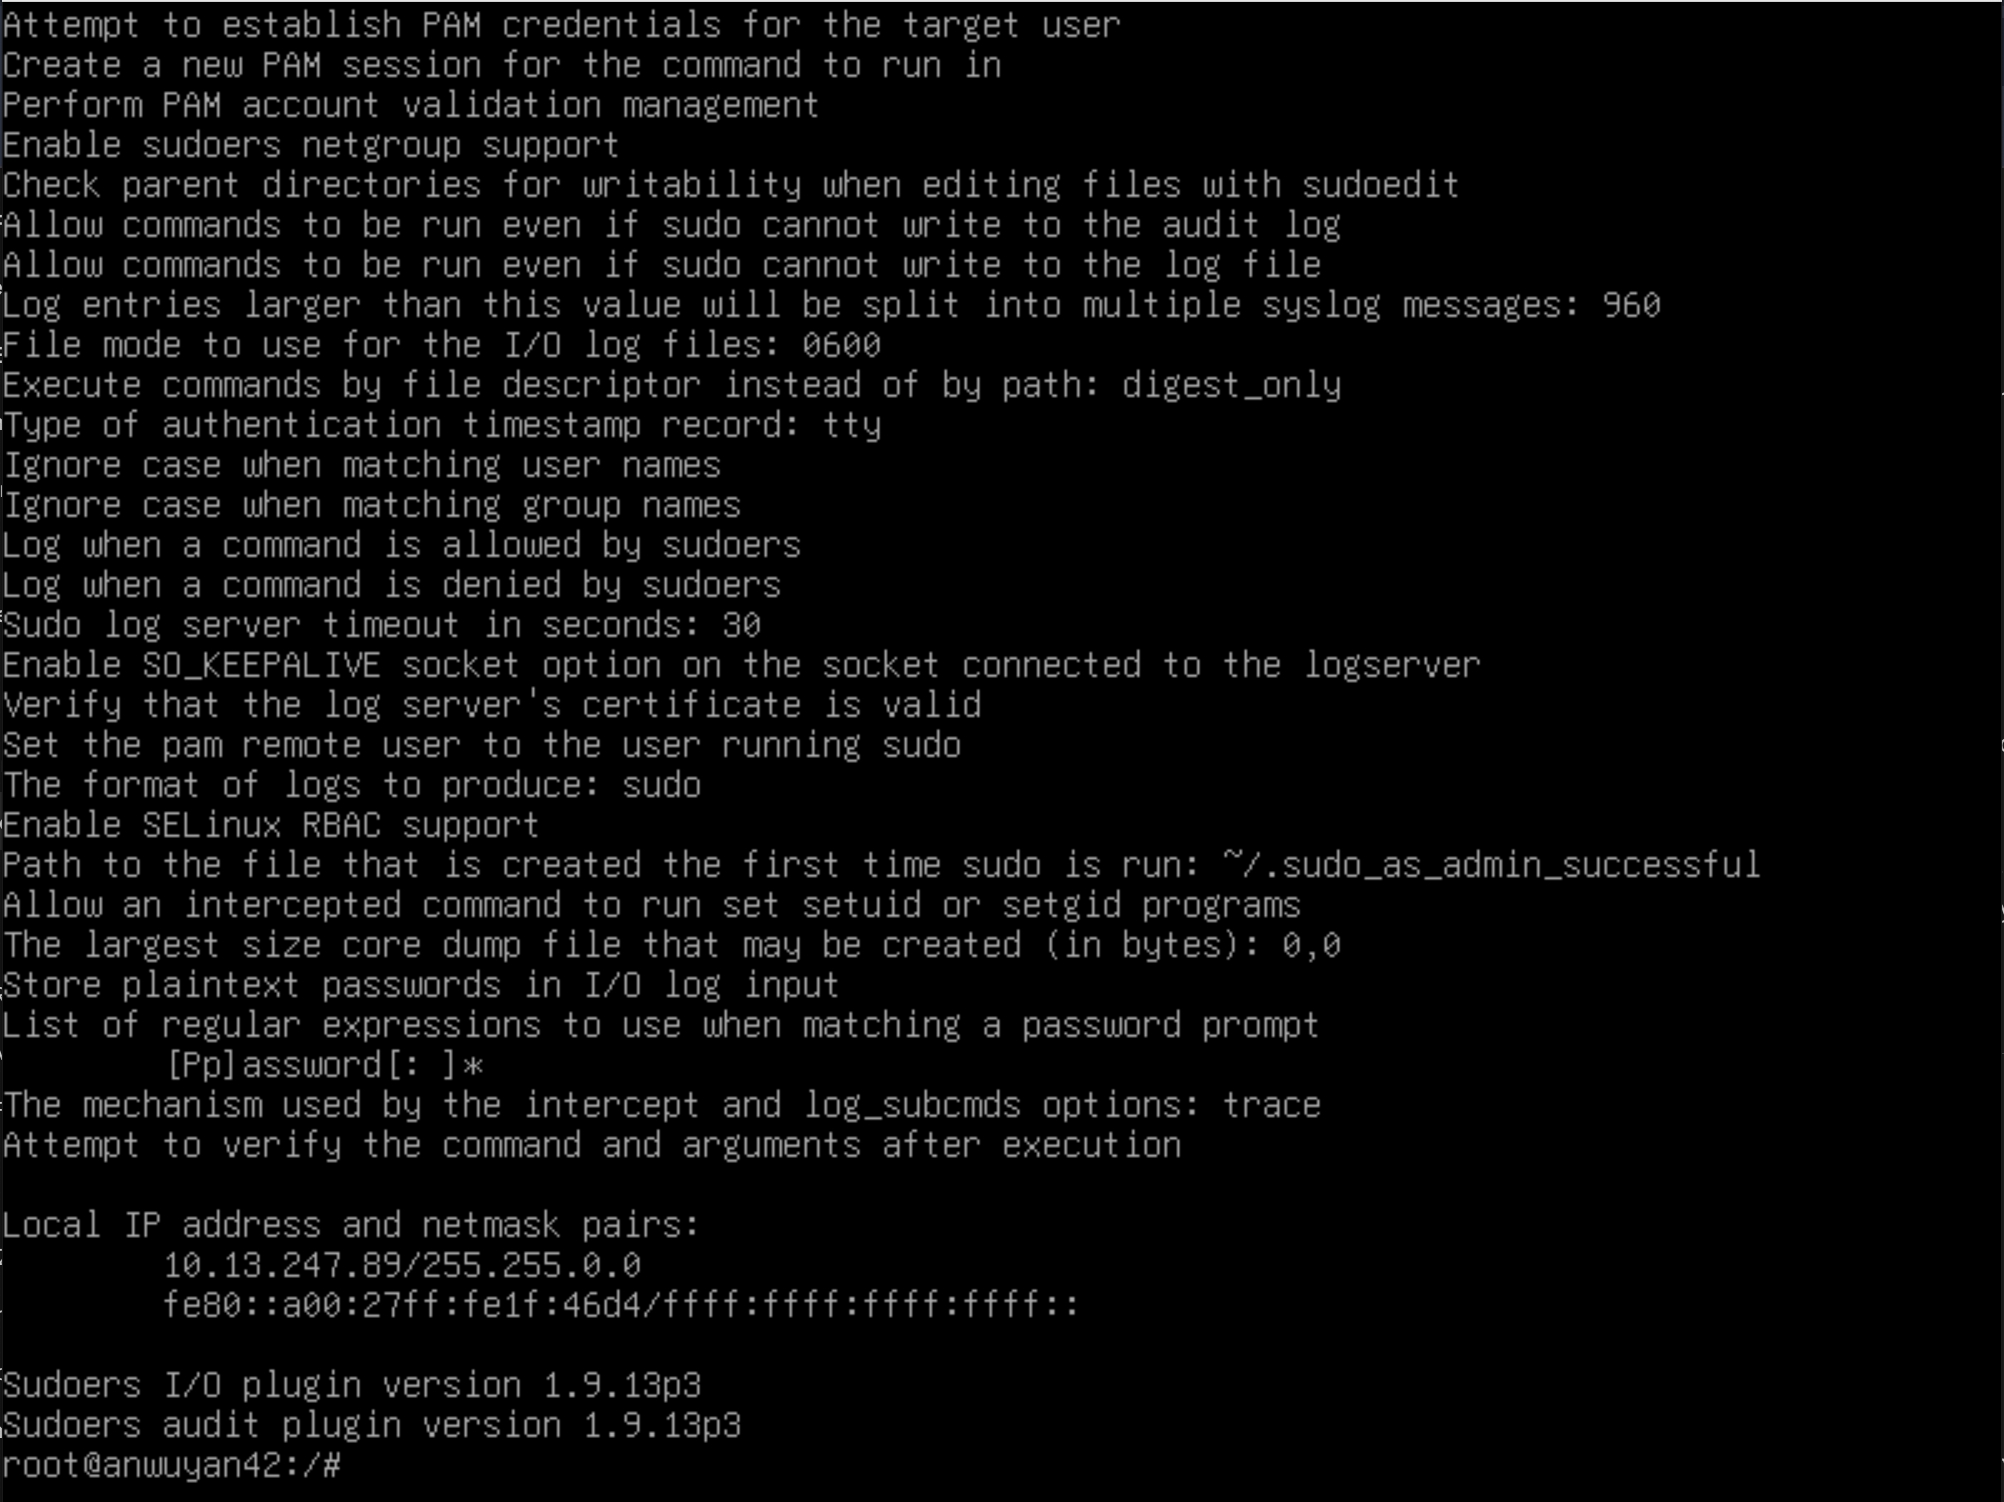 Attempt to establish PAM credentials for the target user
Create a new PAM session for the command to run in
Perform PAM account validation management
Enable sudoers netgroup support
Check parent directories for writability when editing files with sudoedit
Allow commands to be run even if sudo cannot write to the audit log
Allow commands to be run even if sudo cannot write to the log file
Log entries larger than this value will be split into multiple syslog messages: 960
File mode to use for the I/O log files: 0600
Execute commands by file descriptor instead of by path: digest_only
Type of authentication timestamp record: tty
Ignore case when matching user names
Ignore case when matching group names
Log when a command is allowed by sudoers
Log when a command is denied by sudoers
Sudo log server timeout in seconds: 30
Enable SO_KEEPALIVE socket option on the socket connected to the logserver
Verify that the log server's certificate is valid
Set the pam remote user to the user running sudo
The format of logs to produce: sudo
Enable SELinux RBAC support
Path to the file that is created the first time sudo is run: ~/.sudo_as_admin_successful
Allow an intercepted command to run set setuid or setgid programs
The largest size core dump file that may be created (in bytes): 0,0
Store plaintext passwords in I/O log input
List of regular expressions to use when matching a password prompt
[Pp]assword[: ]*
The mechanism used by the intercept and log_subcmds options: trace
Attempt to verify the command and arguments after execution
Local IP address and netmask pairs:
10.13.247.89/255.255.0.0
fe80::a00:27ff:fe1f:46d4/ffff:ffff:ffff:ffff::
Sudoers I/O plugin version 1.9.13p3
Sudoers audit plugin version 1.9.13p3
root@anwuyan42:/#